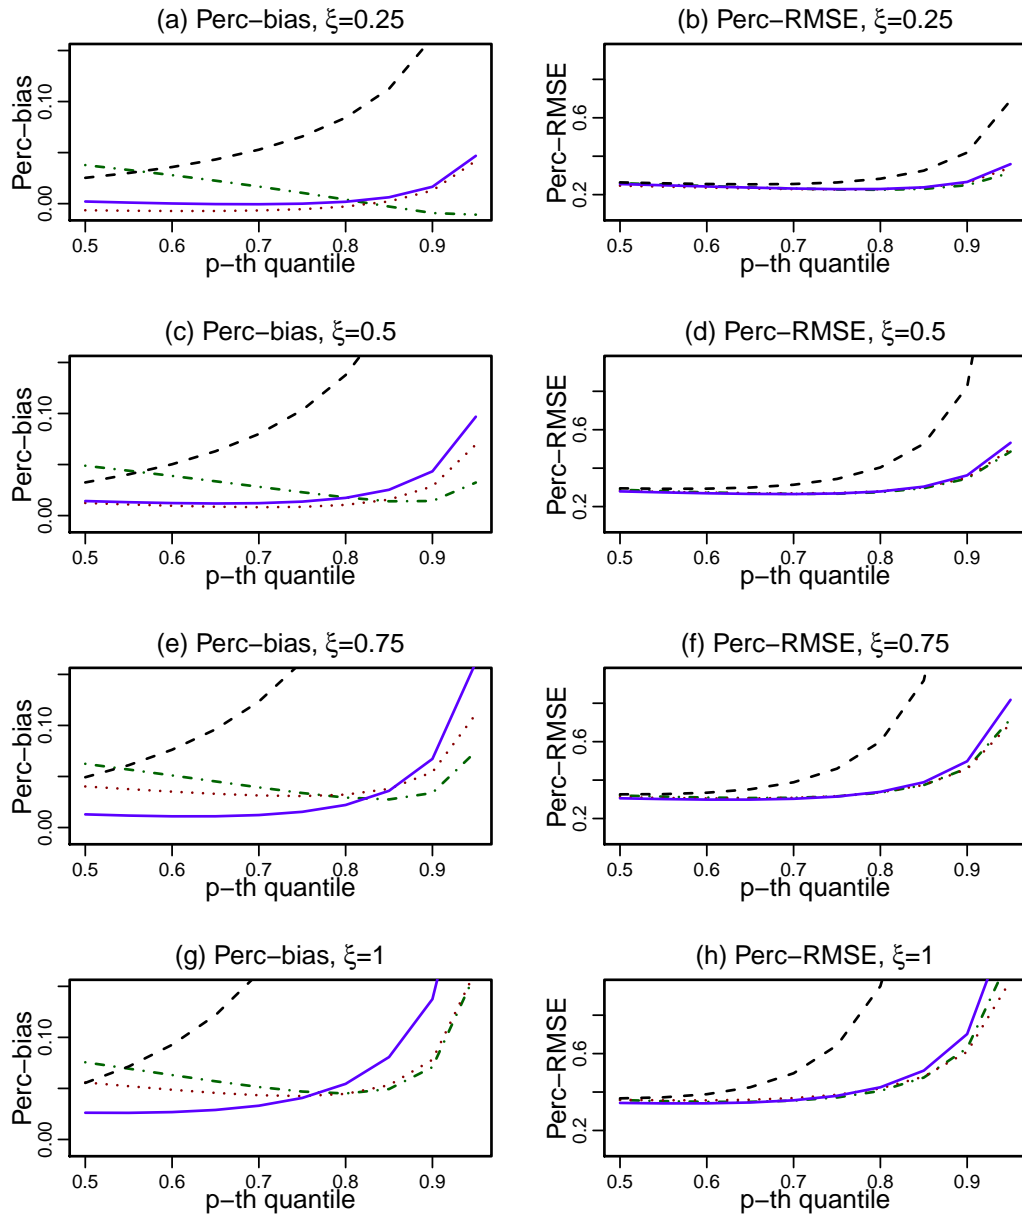 (a) Perc−bias, ξ=0.25
Perc−bias
0.00
0.10
0.5 0.6 0.7 0.8 0.9
p−th quantile
(b) Perc−RMSE, ξ=0.25
Perc−RMSE
0.2
0.6
0.5 0.6 0.7 0.8 0.9
p−th quantile
(c) Perc−bias, ξ=0.5
Perc−bias
0.00
0.10
0.5 0.6 0.7 0.8 0.9
p−th quantile
(d) Perc−RMSE, ξ=0.5
Perc−RMSE
0.2
0.6
0.5 0.6 0.7 0.8 0.9
p−th quantile
(e) Perc−bias, ξ=0.75
Perc−bias
0.00
0.10
0.5 0.6 0.7 0.8 0.9
p−th quantile
(f) Perc−RMSE, ξ=0.75
Perc−RMSE
0.2
0.6
0.5 0.6 0.7 0.8 0.9
p−th quantile
(g) Perc−bias, ξ=1
Perc−bias
0.00
0.10
0.5 0.6 0.7 0.8 0.9
p−th quantile
(h) Perc−RMSE, ξ=1
Perc−RMSE
0.2
0.6
0.5 0.6 0.7 0.8 0.9
p−th quantile